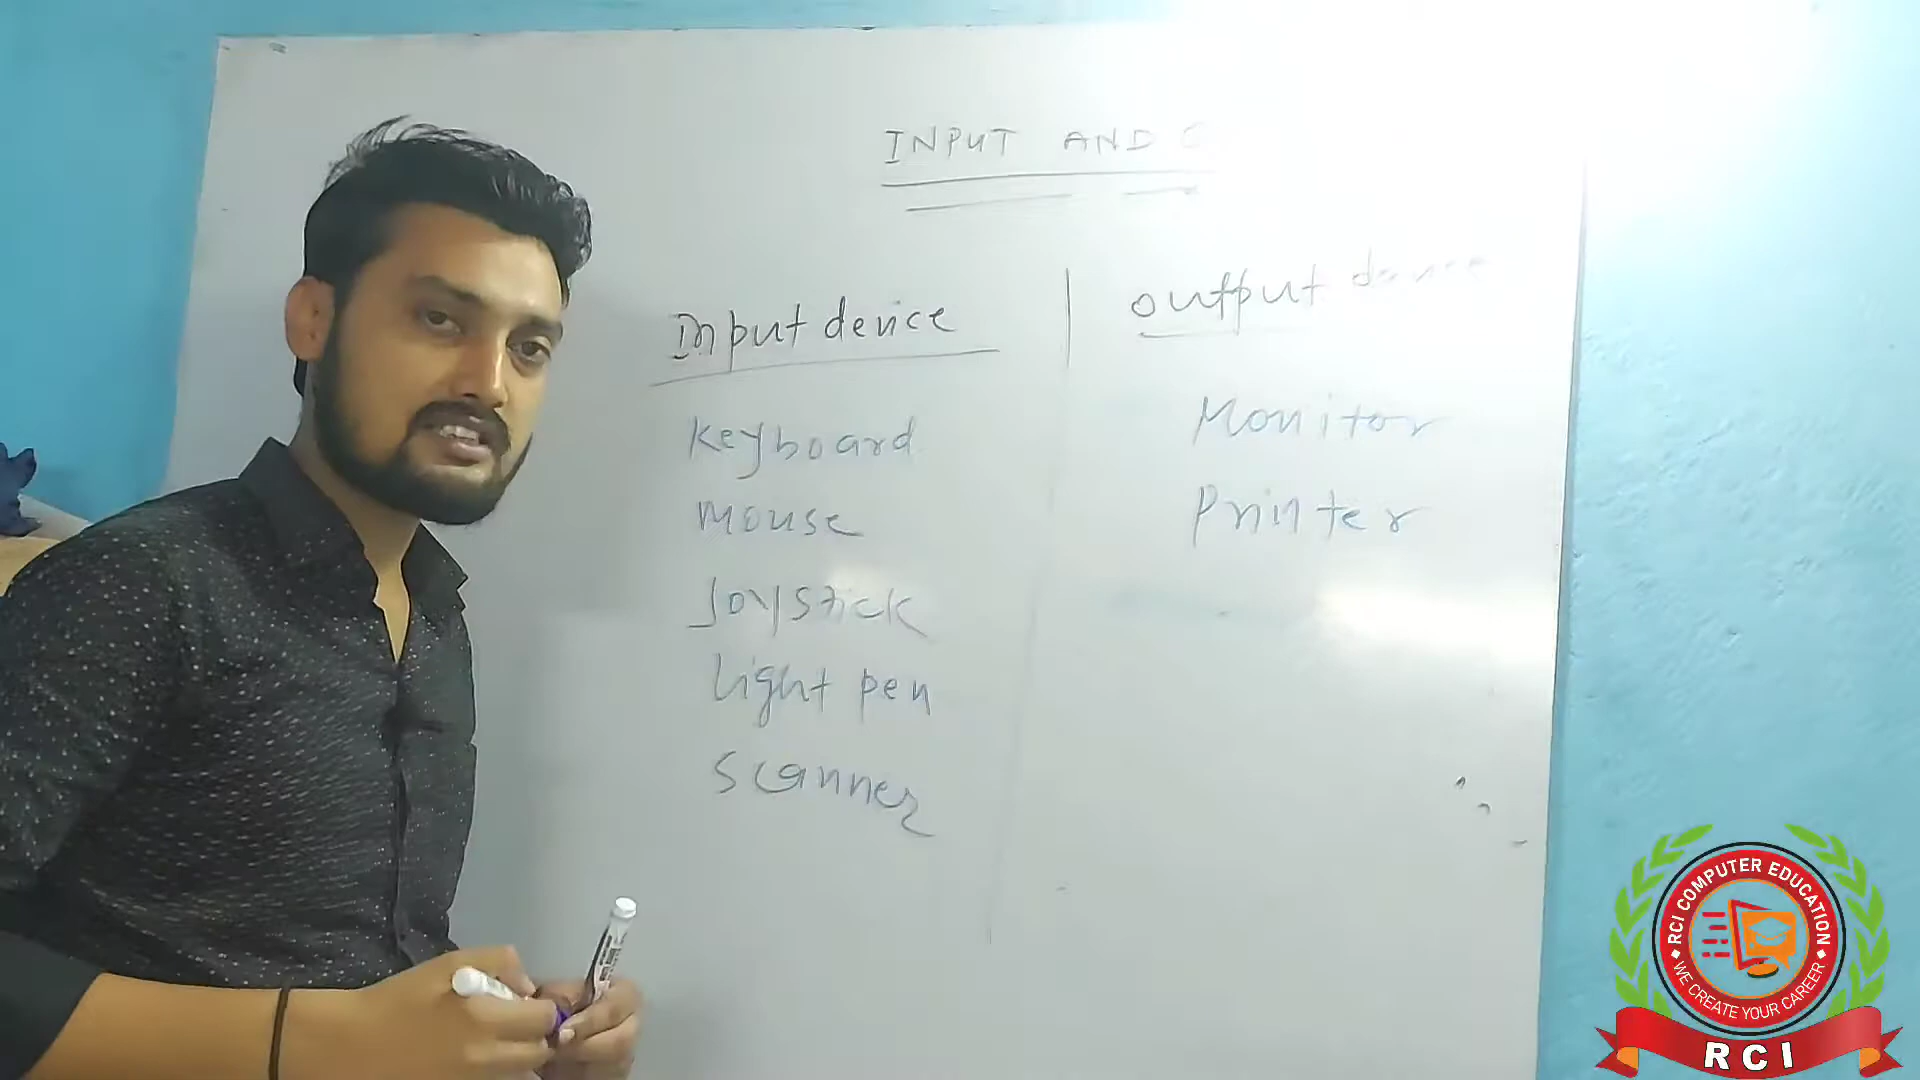 INPUT AND
Input device
output device
Keyboard
Mouse
Joystick
Light pen
Scanner
Monitor
Printer
RCI COMPUTER EDUCATION
WE CREATE YOUR CAREER
RCI